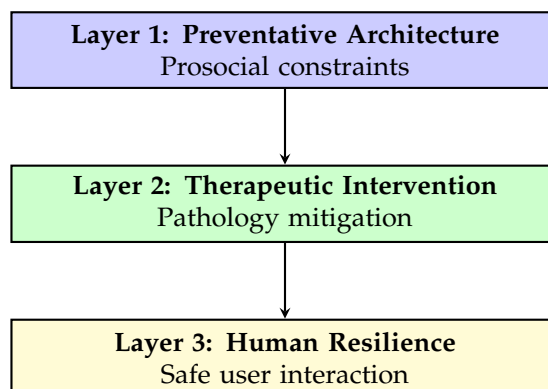 Layer 1: Preventative Architecture
Prosocial constraints
Layer 2: Therapeutic Intervention
Pathology mitigation
Layer 3: Human Resilience
Safe user interaction